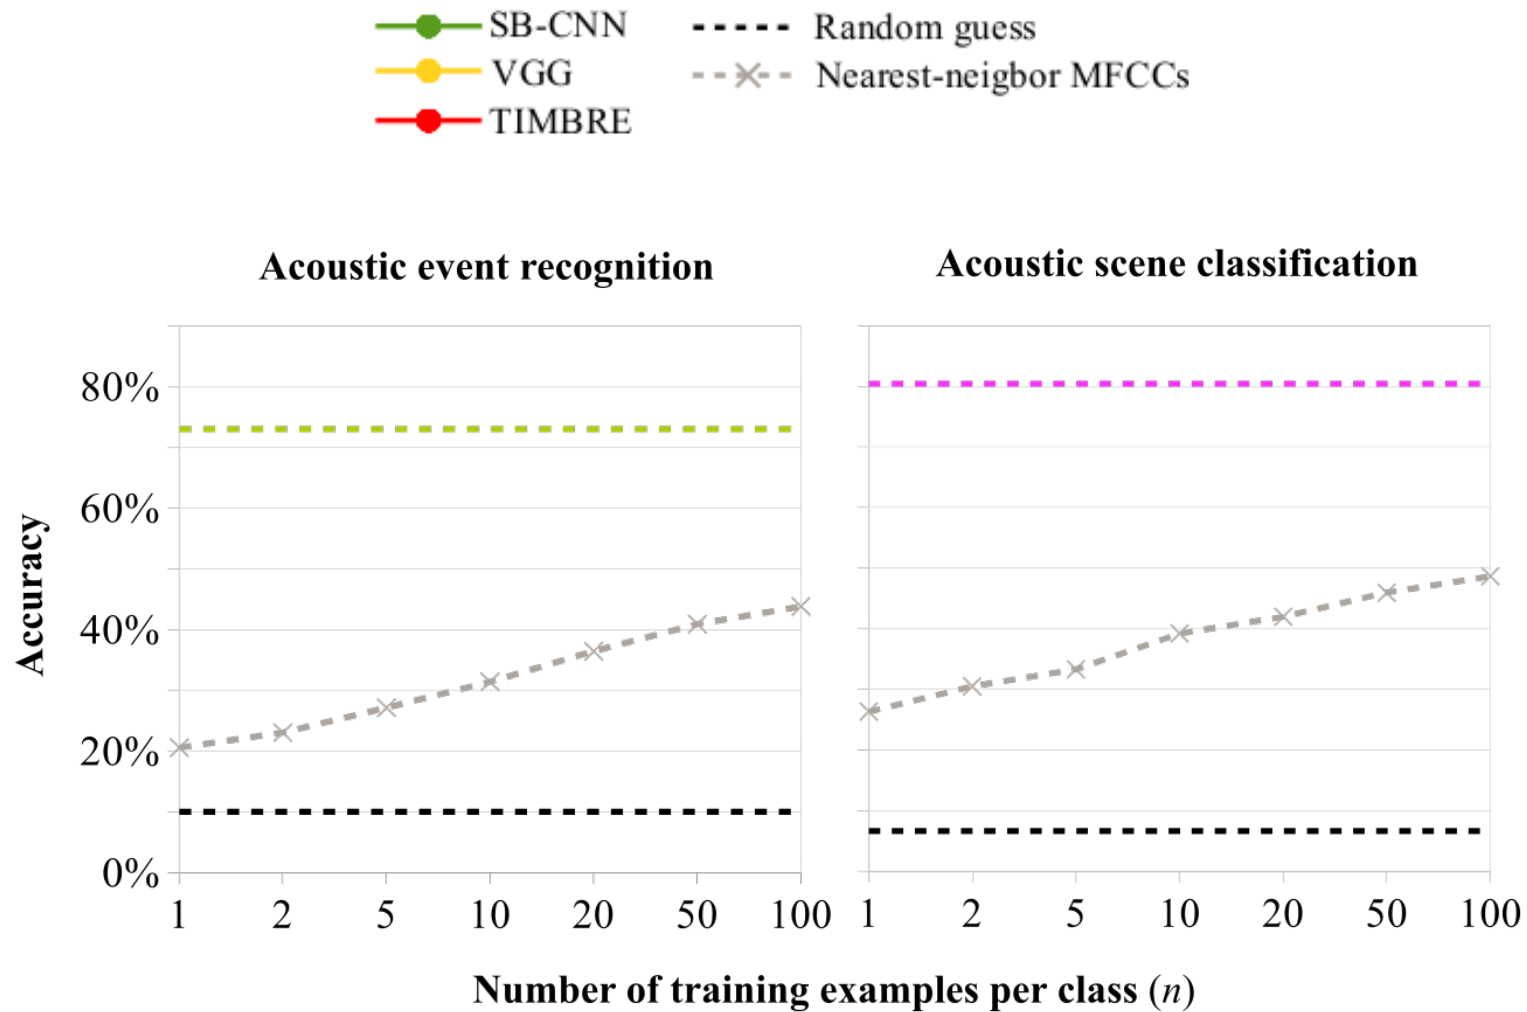 SB-CNN
VGG
TIMBRE
Random guess
Nearest-neigbor MFCCs
Acoustic event recognition
Acoustic scene classification
Accuracy
80%
60%
40%
20%
0%
1 2 5 10 20 50 100
1 2 5 10 20 50 100
Number of training examples per class (n)